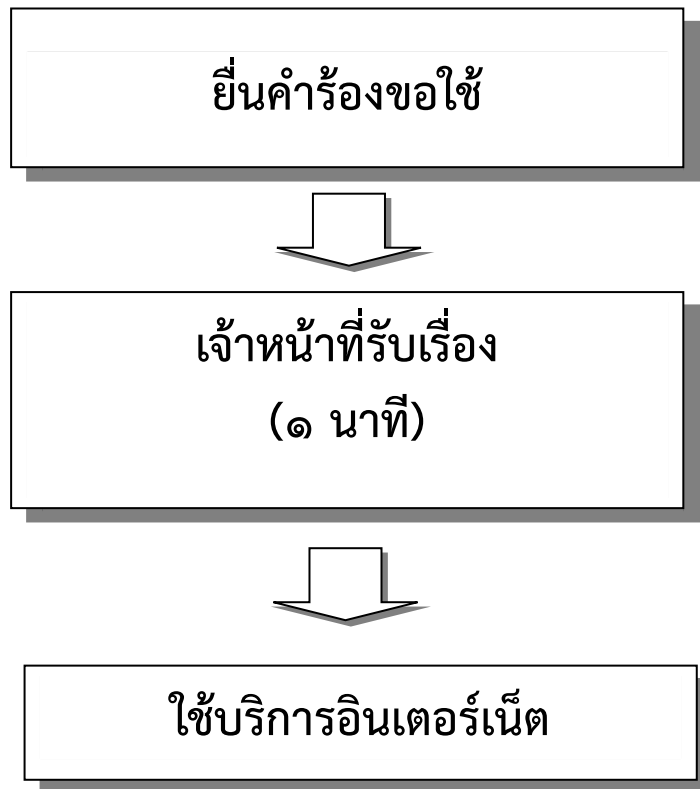 ยื่นคำร้องขอใช้
เจ้าหน้าที่รับเรื่อง
(๑ นาที)
ใช้บริการอินเตอร์เน็ต